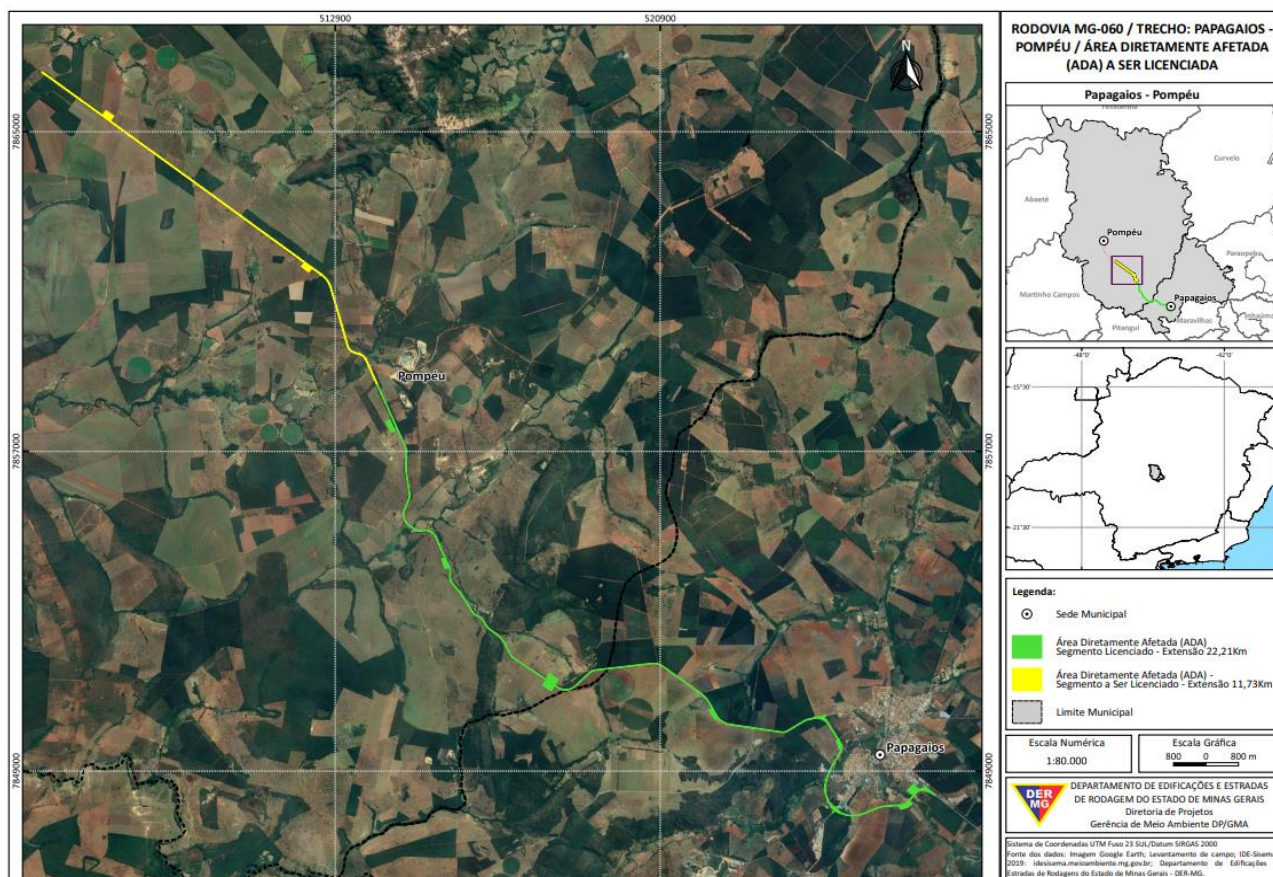 512900
520900
7865000
7865000
N
Pompéu
7857000
7857000
Papagaios
7849000
7849000
RODOVIA MG-060 / TRECHO: PAPAGAIOS -
POMPÉU / ÁREA DIRETAMENTE AFETADA
(ADA) A SER LICENCIADA
Papagaios - Pompéu
Curvelo
Abaeté
Pompéu
Paraopeba
Martinho Campos
Papagaios
Pitangui
Maravilhas
Inhaúma
-48°0'
-42°0'
-15°30'
-21°30'
Legenda:
Sede Municipal
Área Diretamente Afetada (ADA)
Segmento Licenciado - Extensão 22,21Km
Área Diretamente Afetada (ADA) -
Segmento a Ser Licenciado - Extensão 11,73Km
Limite Municipal
Escala Numérica
1:80.000
Escala Gráfica
800 0 800 m
DER
MG
DEPARTAMENTO DE EDIFICAÇÕES E ESTRADAS
DE RODAGEM DO ESTADO DE MINAS GERAIS
Diretoria de Projetos
Gerência de Meio Ambiente DP/GMA
Sistema de Coordenadas UTM Fuso 23 SUL/Datum SIRGAS 2000
Fonte dos dados: Imagem Google Earth; Levantamento de campo; IDE-Sisema
2019: idesisema.meioambiente.mg.gov.br; Departamento de Edificações
Estradas de Rodagens do Estado de Minas Gerais - DER-MG.